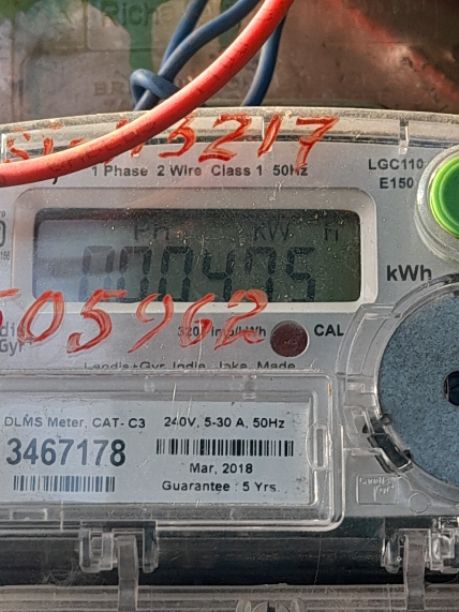 1 Phase 2 Wire Class 1 50Hz
LGC110
E150
kW H
000475
kWh
505962
CAL
DLMS Meter, CAT- C3
240V, 5-30 A, 50Hz
3467178
Mar, 2018
Guarantee : 5 Yrs.